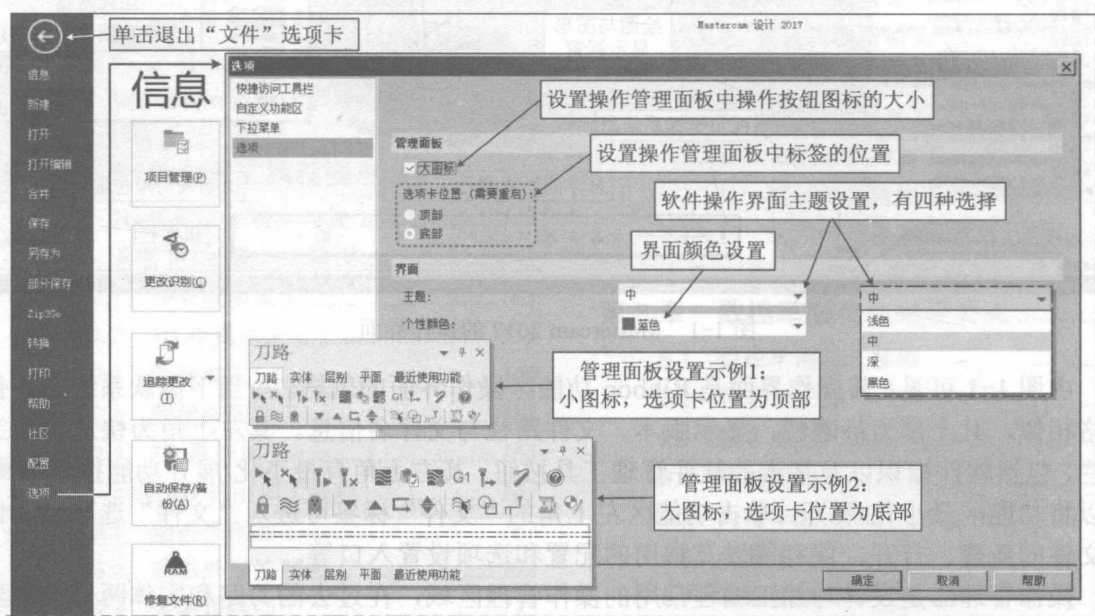 Mastercam 设计 2017
单击退出“文件”选项卡
信息
新建
打开
打开编辑
合并
保存
另存为
部分保存
Zip2Go
转换
打印
帮助
社区
配置
选项
信息
项目管理(P)
更改识别(C)
追踪更改
(T)
自动保存/备
份(A)
RAM
修复文件(R)
选项
快捷访问工具栏
自定义功能区
下拉菜单
选项
设置操作管理面板中操作按钮图标的大小
管理面板
大图标
设置操作管理面板中标签的位置
选项卡位置（需要重启）：
顶部
底部
软件操作界面主题设置，有四种选择
界面颜色设置
界面
主题：
中
个性颜色：
蓝色
中
浅色
中
深
黑色
刀路
刀路 实体 层别 平面 最近使用功能
G1
管理面板设置示例1：
小图标，选项卡位置为顶部
刀路
G1
刀路 实体 层别 平面 最近使用功能
管理面板设置示例2：
大图标，选项卡位置为底部
确定
取消
帮助